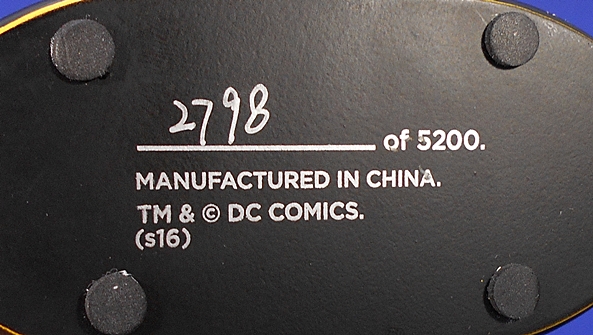 2798 of 5200.
MANUFACTURED IN CHINA.
TM & © DC COMICS.
(s16)